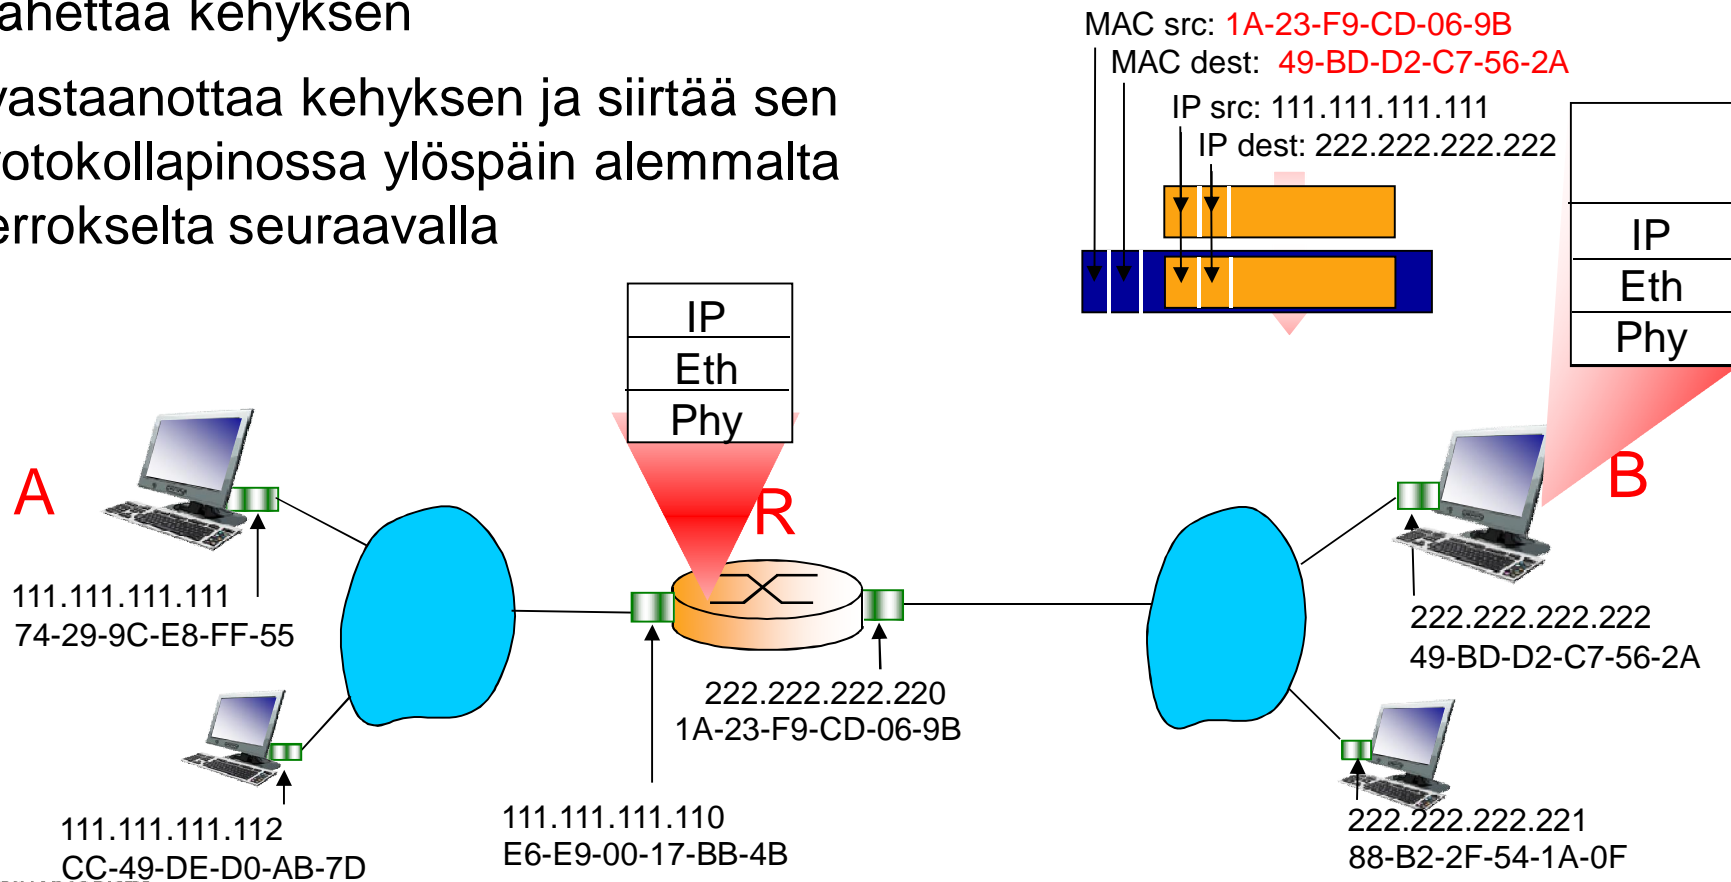 kehyksen
vastaanottaa kehyksen ja siirtää sen
ylöspäin alemmalta
seuraavalla
MAC src: 1A-23-F9-CD-06-9B
MAC dest: 49-BD-D2-C7-56-2A
IP src: 111.111.111.111
IP dest: 222.222.222.222
IP
Eth
Phy
IP
Eth
Phy
A
R
B
111.111.111.111
74-29-9C-E8-FF-55
222.222.222.222
49-BD-D2-C7-56-2A
222.222.222.220
1A-23-F9-CD-06-9B
111.111.111.112
CC-49-DE-D0-AB-7D
111.111.111.110
E6-E9-00-17-BB-4B
222.222.222.221
88-B2-2F-54-1A-0F